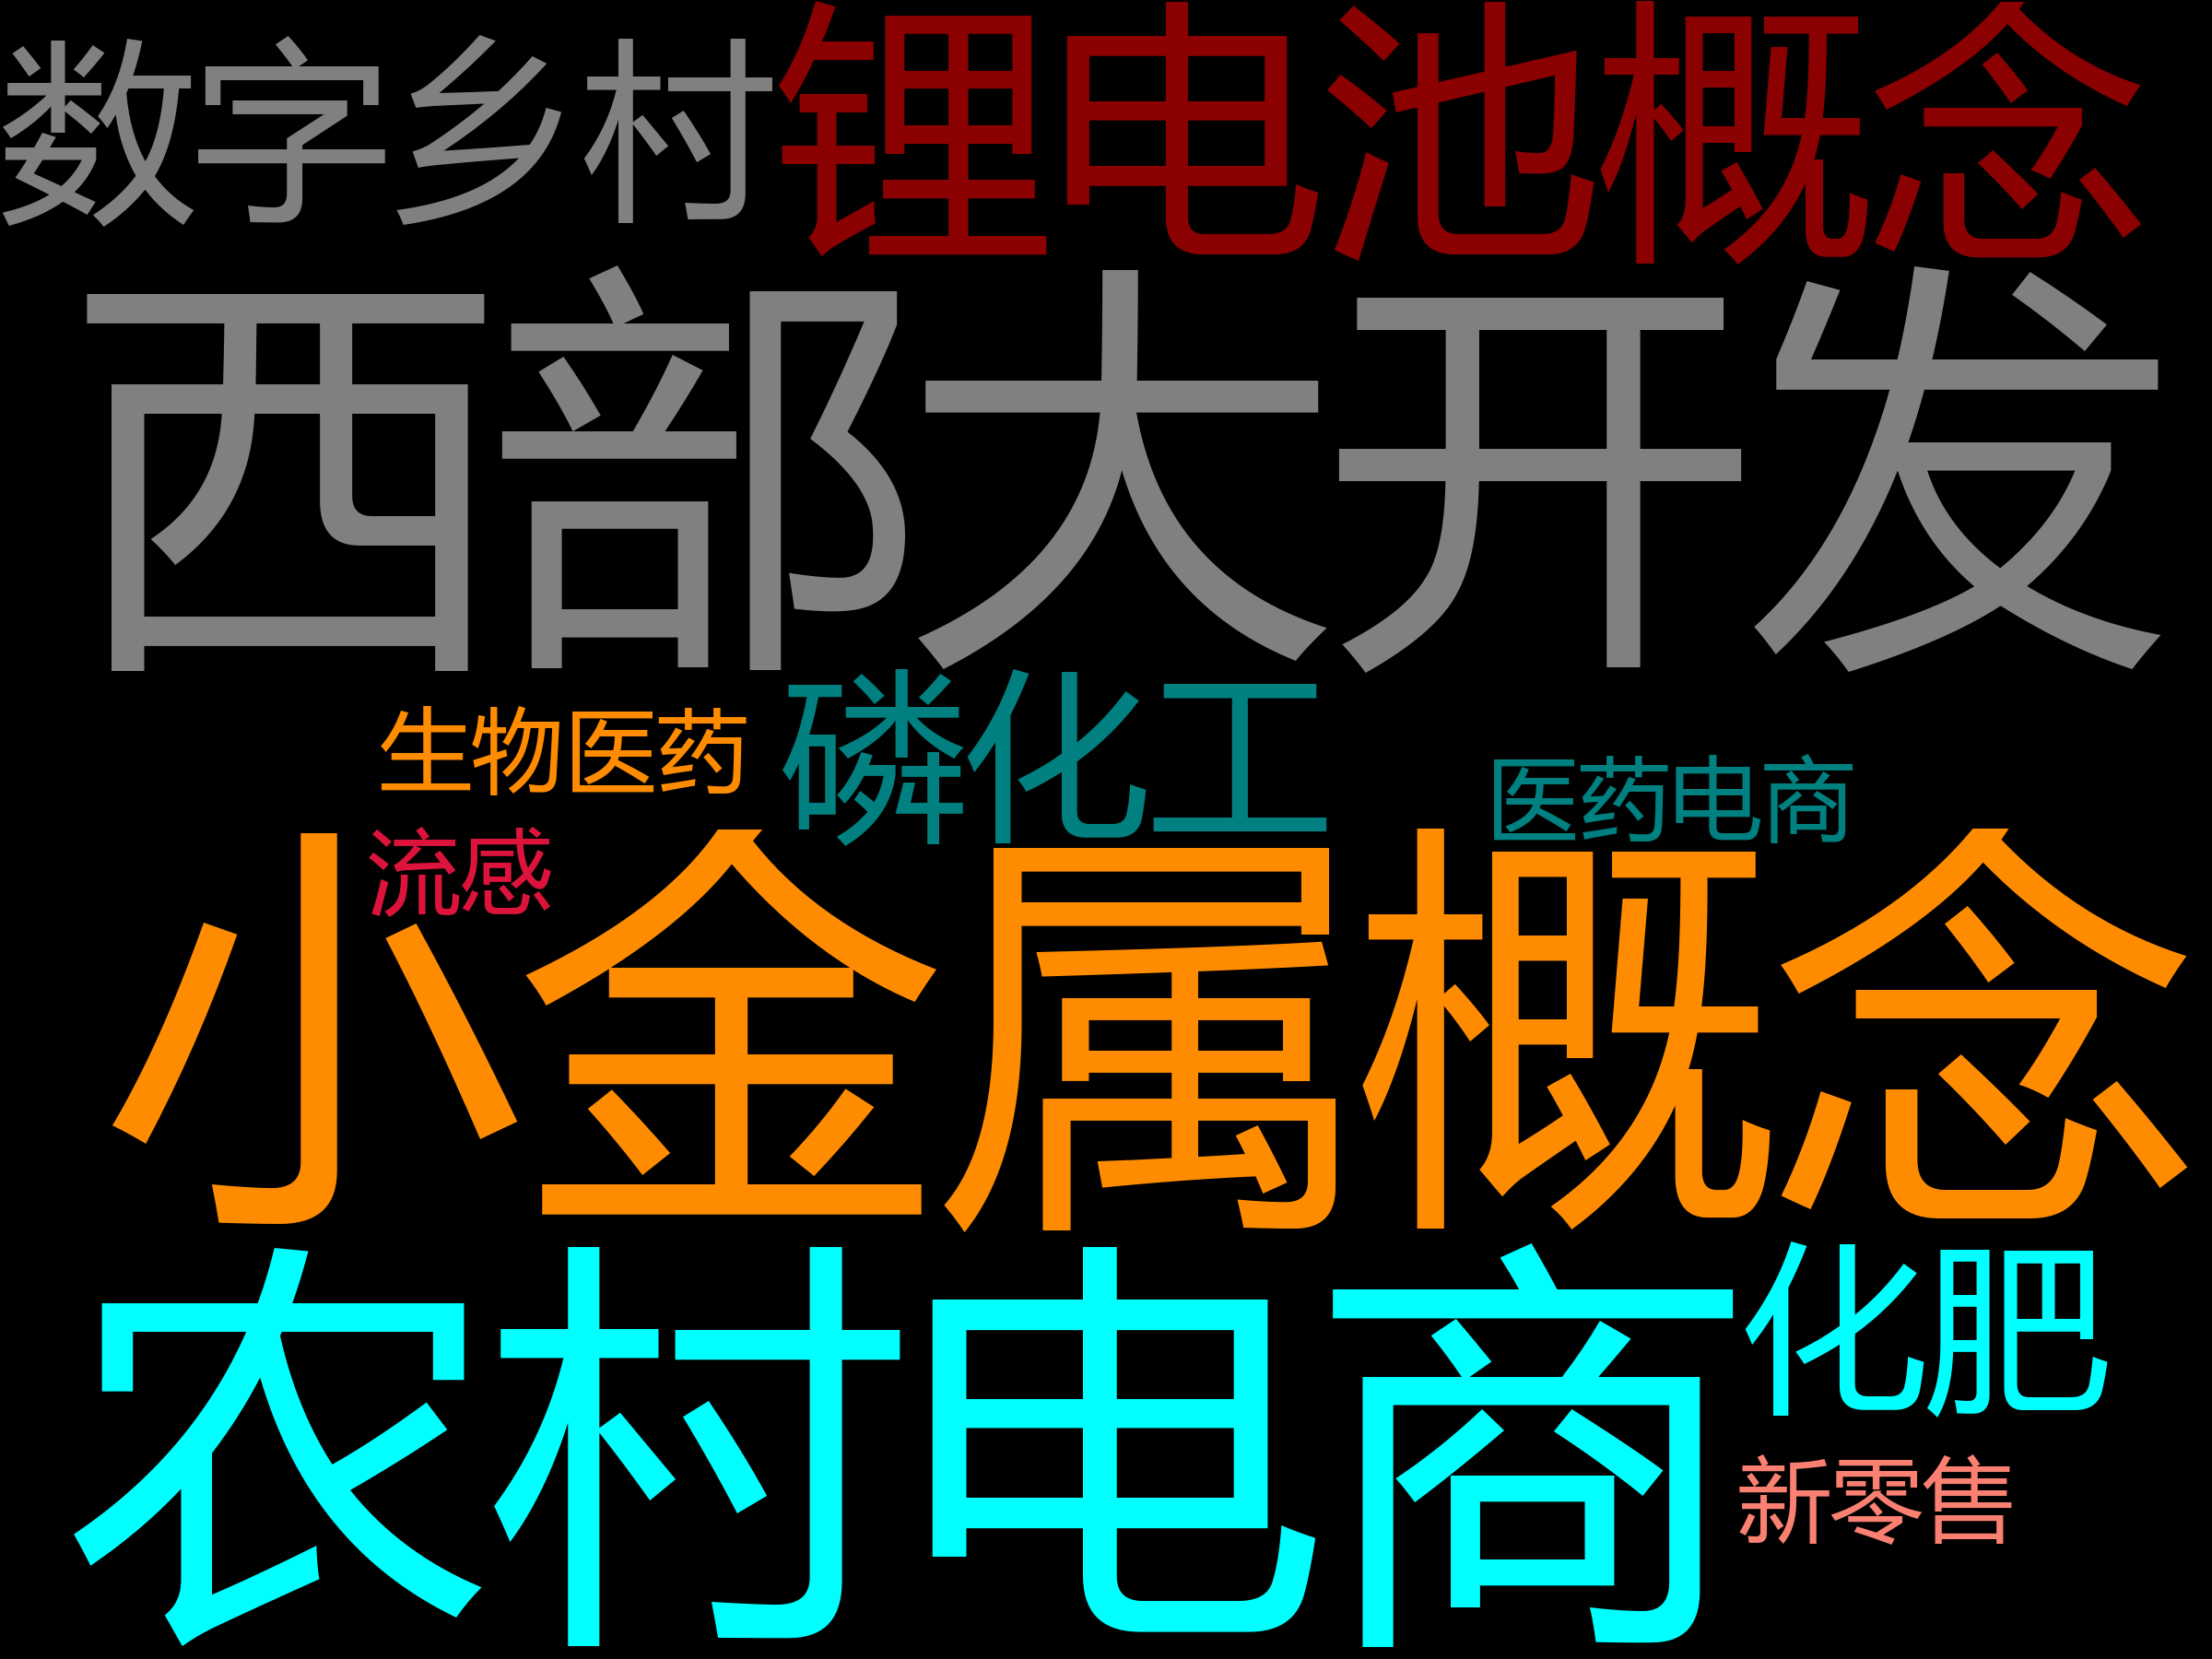 数字乡村
锂电池概念
西部大开发
生物医药
磷化工
医药电商
流感
小金属概念
农村电商
化肥
新零售